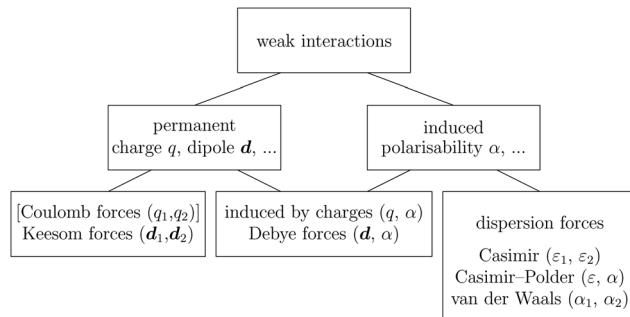 weak interactions
permanent
charge q, dipole d, ...
induced
polarisability α, ...
[Coulomb forces (q₁,q₂)]
Keesom forces (d₁,d₂)
induced by charges (q, α)
Debye forces (d, α)
dispersion forces
Casimir (ε₁, ε₂)
Casimir–Polder (ε, α)
van der Waals (α₁, α₂)